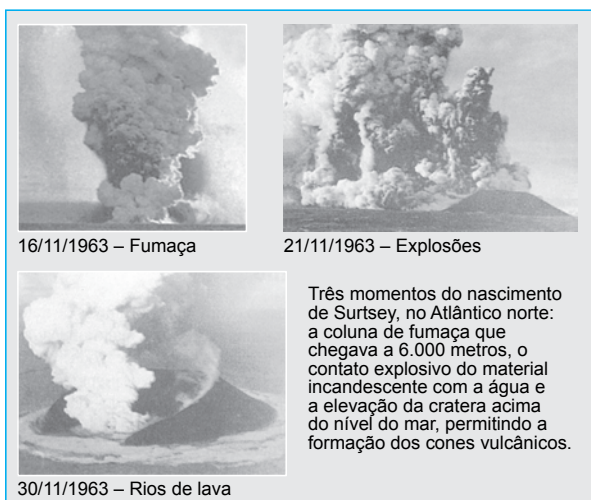 16/11/1963 – Fumaça
21/11/1963 – Explosões
Três momentos do nascimento
de Surtsey, no Atlântico norte:
a coluna de fumaça que
chegava a 6.000 metros, o
contato explosivo do material
incandescente com a água e
a elevação da cratera acima
do nível do mar, permitindo a
formação dos cones vulcânicos.
30/11/1963 – Rios de lava